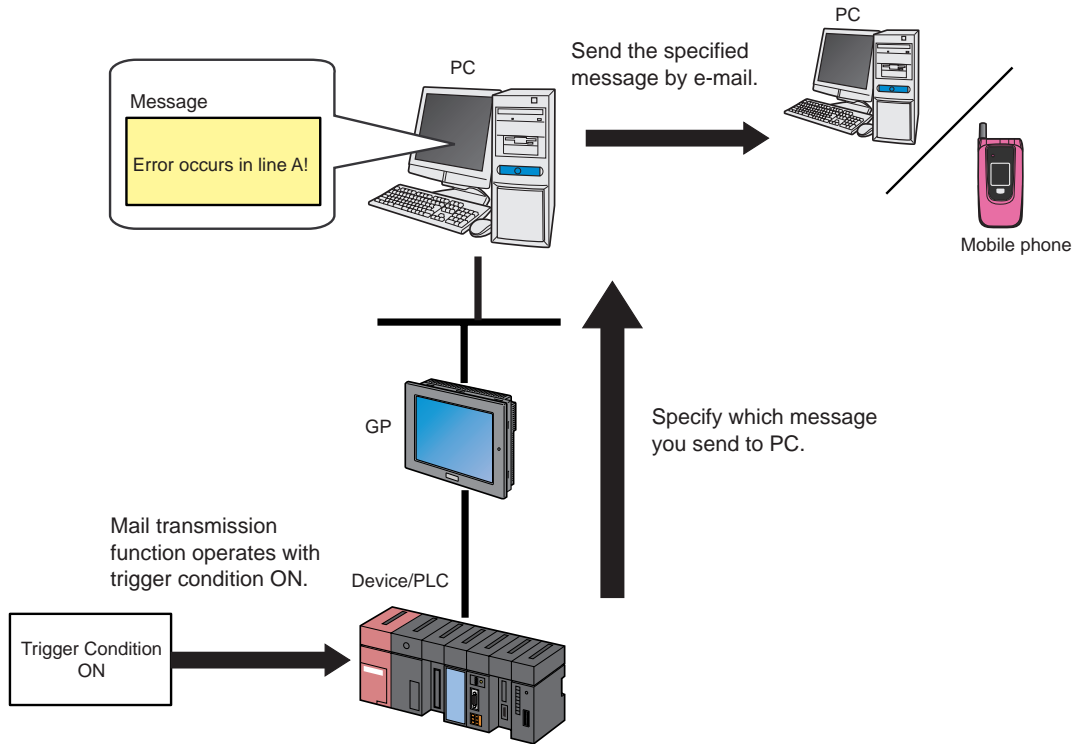 PC
Send the specified
message by e-mail.
PC
Message
Error occurs in line A!
Mobile phone
GP
Specify which message
you send to PC.
Mail transmission
function operates with
trigger condition ON.
Device/PLC
Trigger Condition
ON